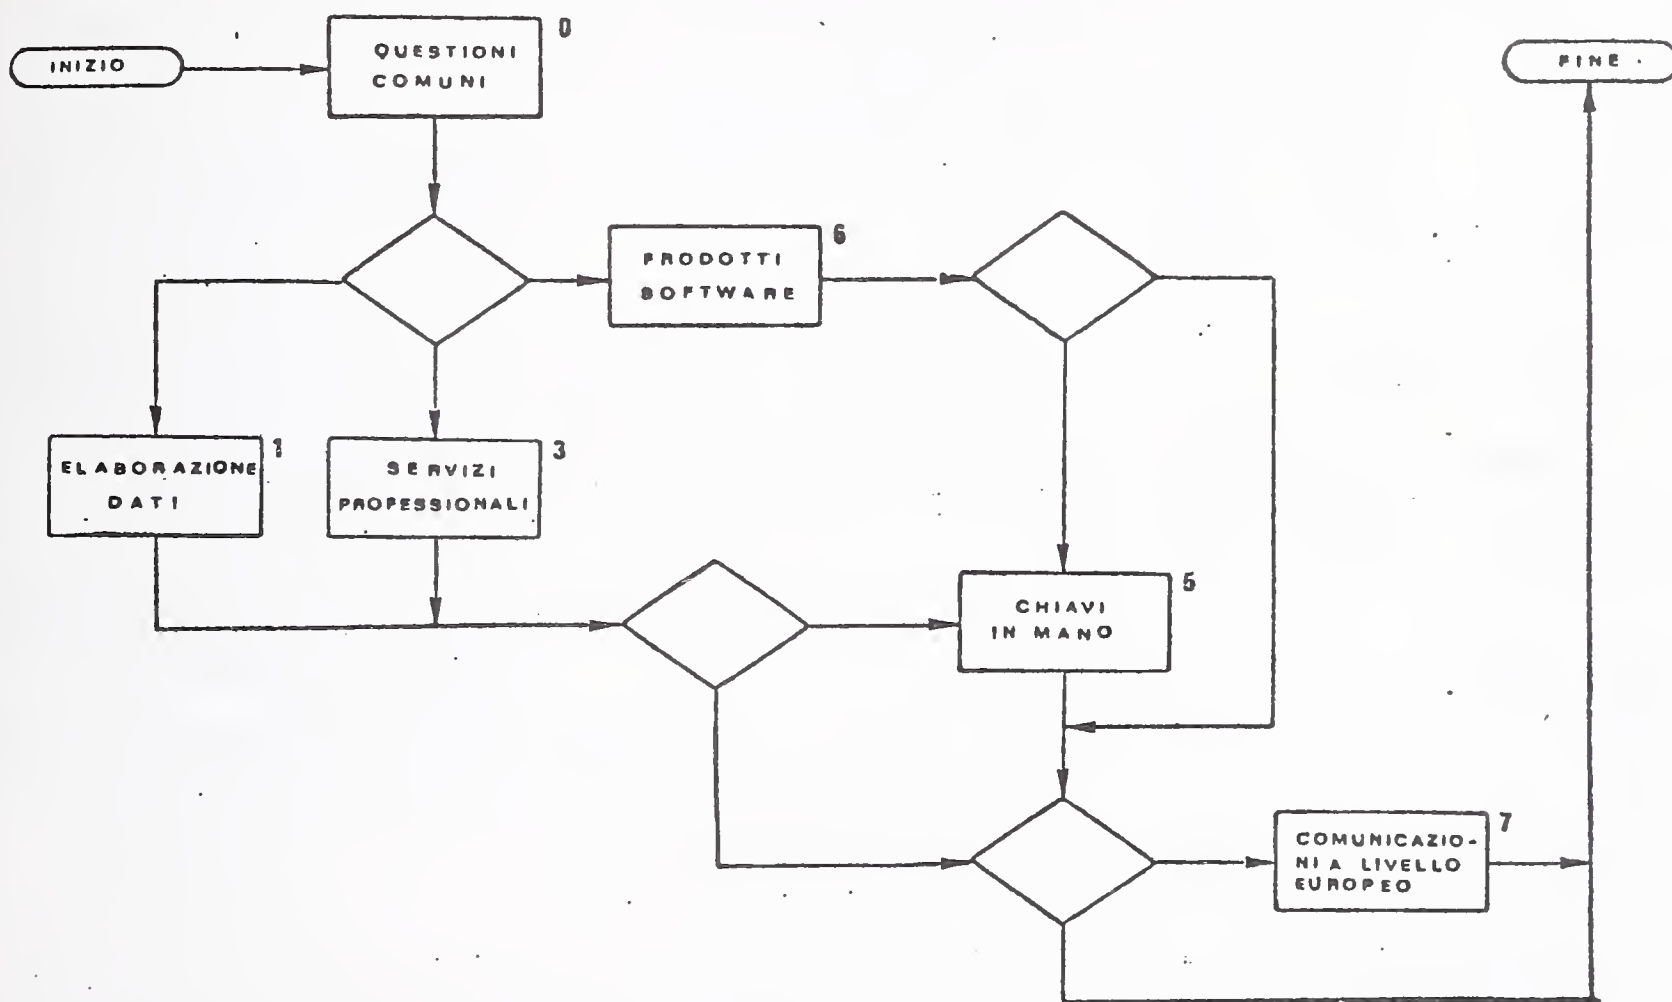 INIZIO
0
QUESTIONI
COMUNI
FINE
6
PRODOTTI
SOFTWARE
1
ELABORAZIONE
DATI
3
SERVIZI
PROFESSIONALI
5
CHIAVI
IN MANO
7
COMUNICAZIO-
NI A LIVELLO
EUROPEO